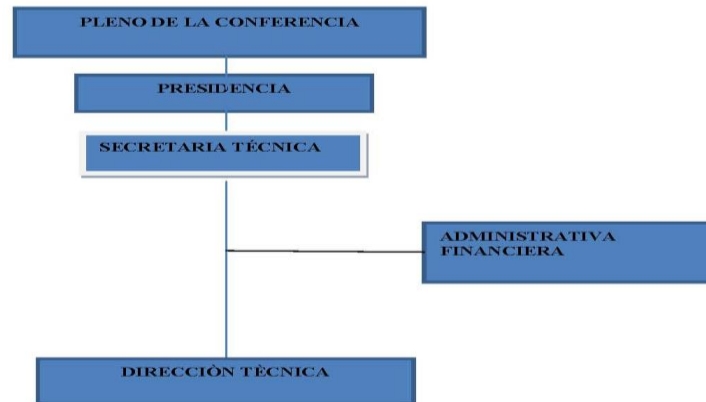 PLENO DE LA CONFERENCIA
PRESIDENCIA
SECRETARIA TÉCNICA
ADMINISTRATIVA
FINANCIERA
DIRECCIÒN TÈCNICA